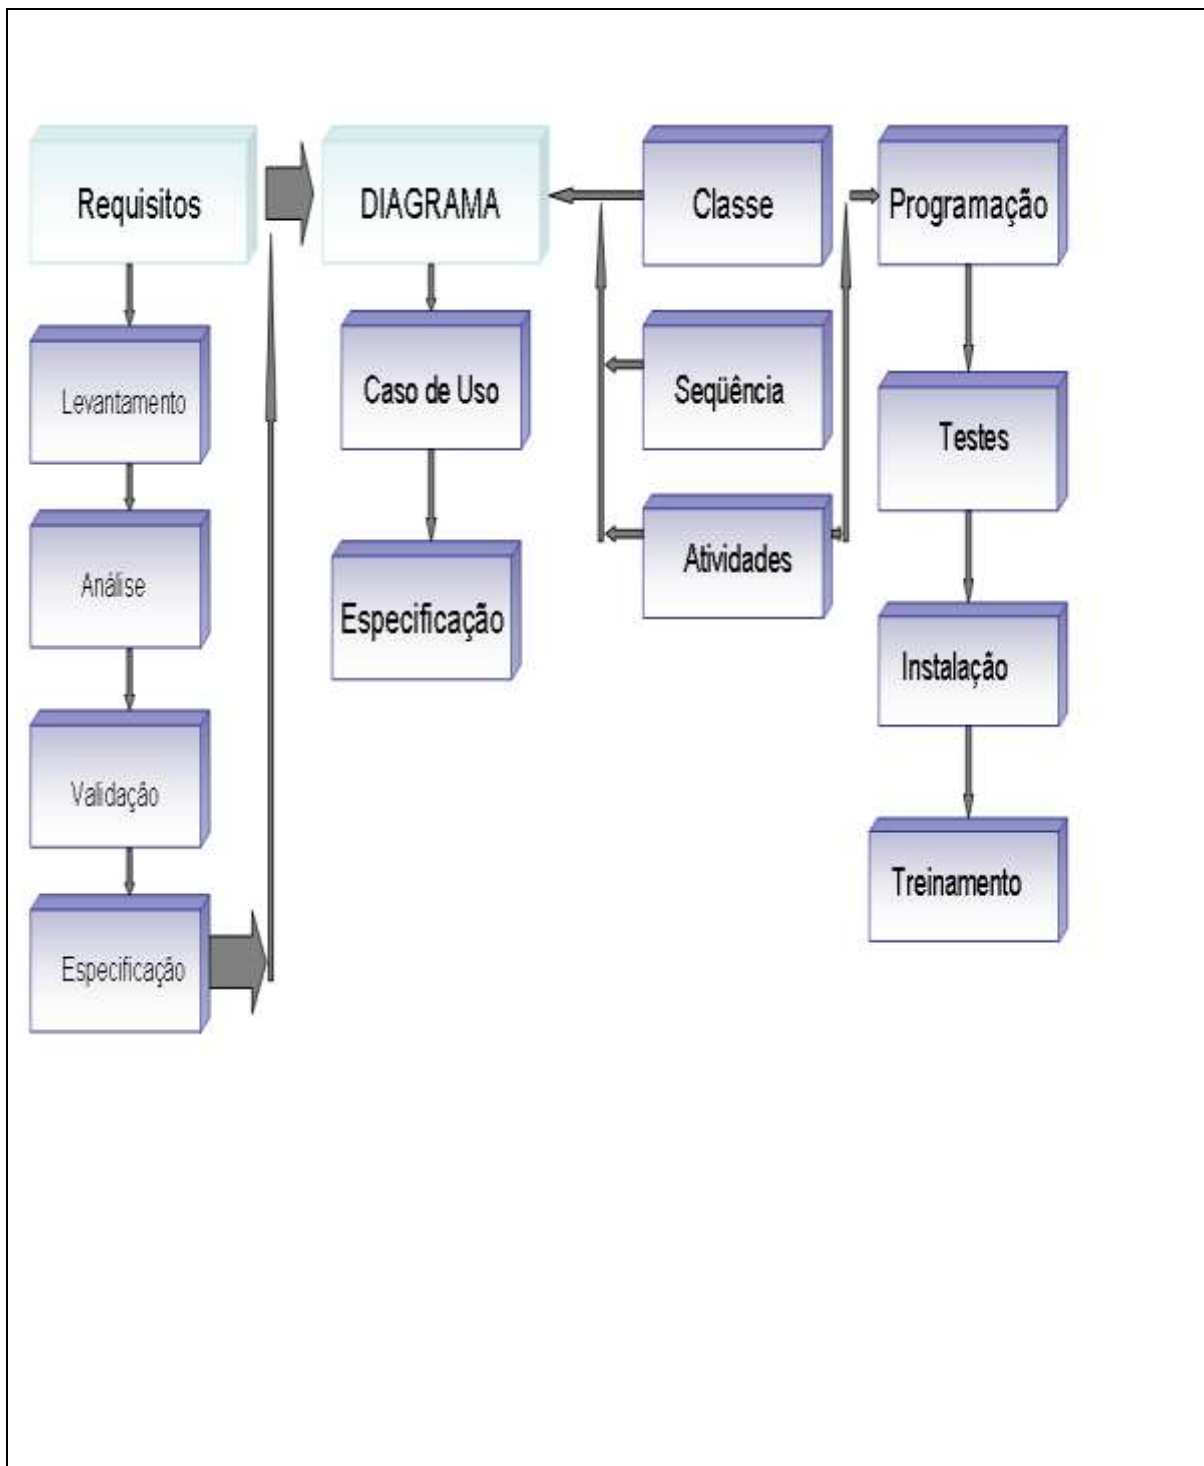 Requisitos
Levantamento
Análise
Validação
Especificação
DIAGRAMA
Caso de Uso
Especificação
Classe
Seqüência
Atividades
Programação
Testes
Instalação
Treinamento